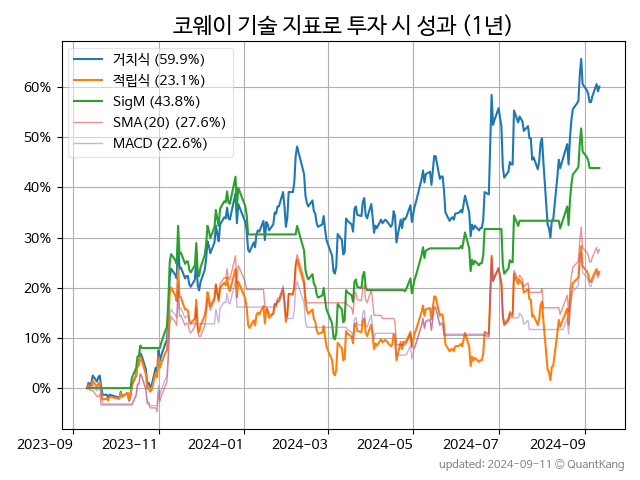 코웨이 기술 지표로 투자 시 성과 (1년)
거치식 (59.9%)
적립식 (23.1%)
SigM (43.8%)
SMA(20) (27.6%)
MACD (22.6%)
60%
50%
40%
30%
20%
10%
0%
2023-09 2023-11 2024-01 2024-03 2024-05 2024-07 2024-09
updated: 2024-09-11 © QuantKang